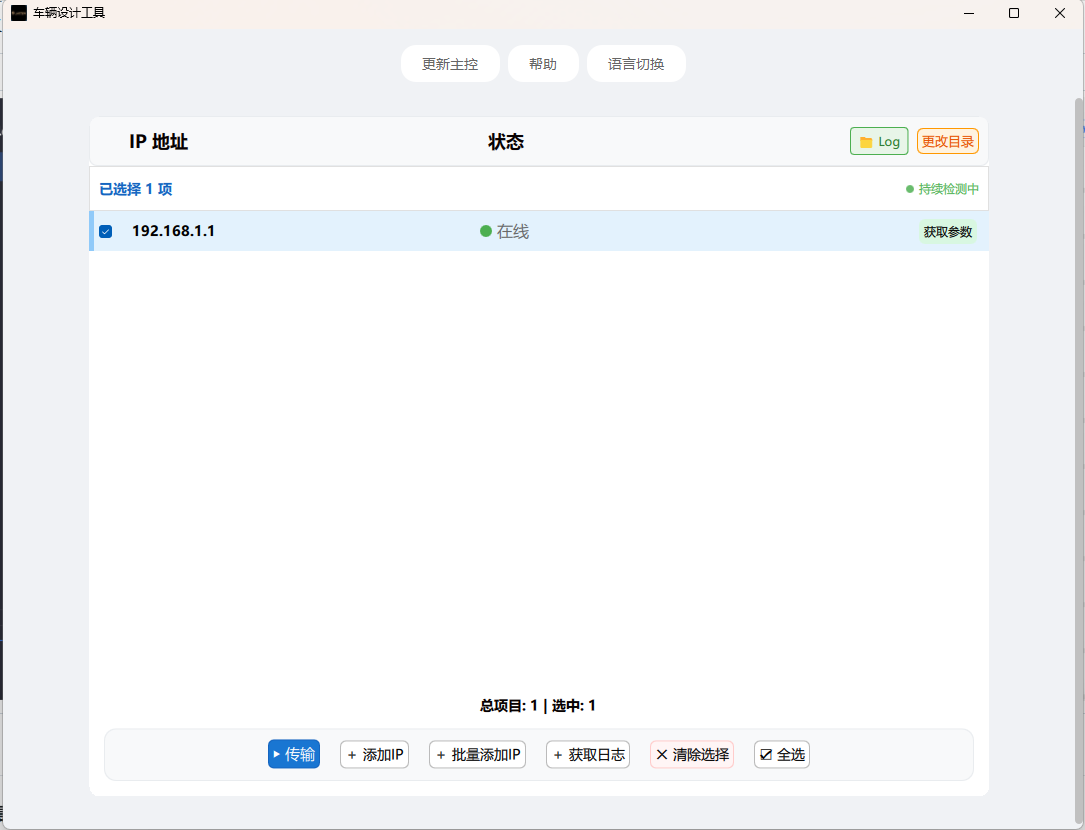 车辆设计工具
更新主控 帮助 语言切换
IP 地址 状态 Log 更改目录
已选择 1 项 持续检测中
192.168.1.1 在线 获取参数
总项目: 1 | 选中: 1
传输 + 添加IP + 批量添加IP + 获取日志 × 清除选择 全选